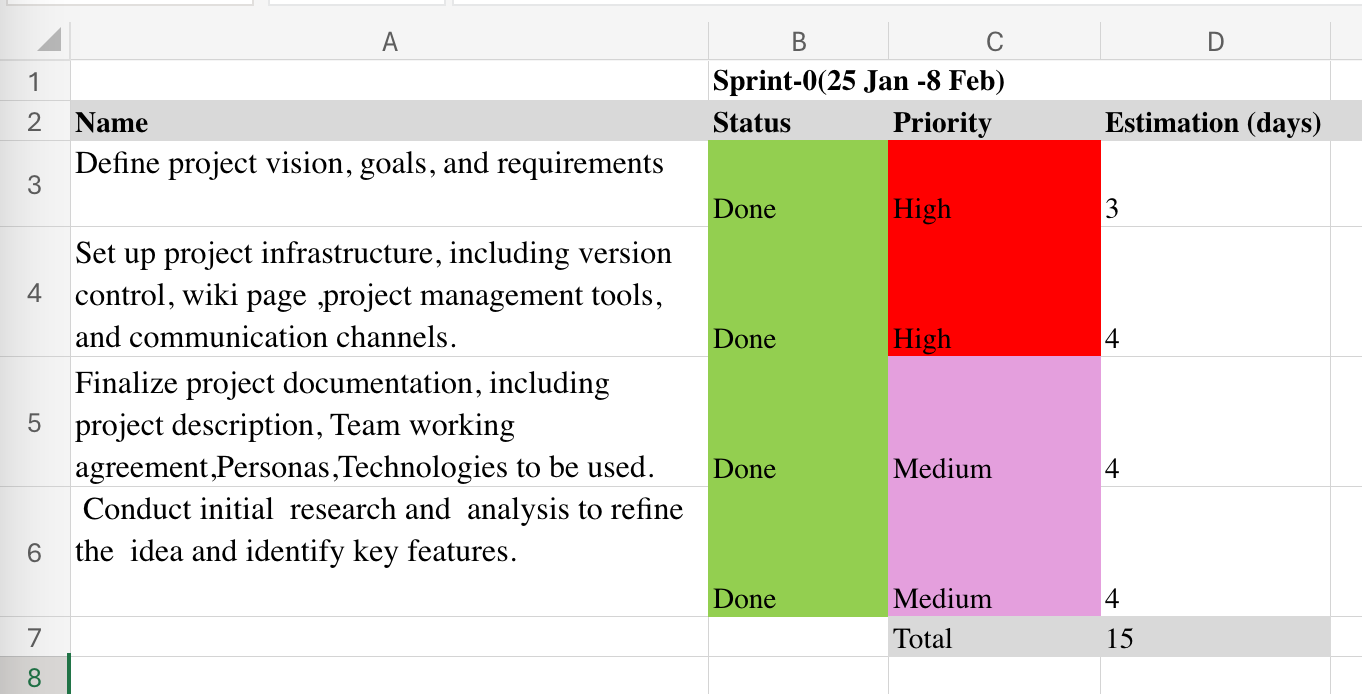 A B C D
1 Sprint-0(25 Jan -8 Feb)
2 Name Status Priority Estimation (days)
3 Define project vision, goals, and requirements
Done High 3
Set up project infrastructure, including version
4 control, wiki page ,project management tools,
and communication channels. Done High 4
Finalize project documentation, including
5 project description, Team working
agreement,Personas,Technologies to be used. Done Medium 4
Conduct initial  research and  analysis to refine
6 the  idea and identify key features.
Done Medium 4
7 Total 15
8